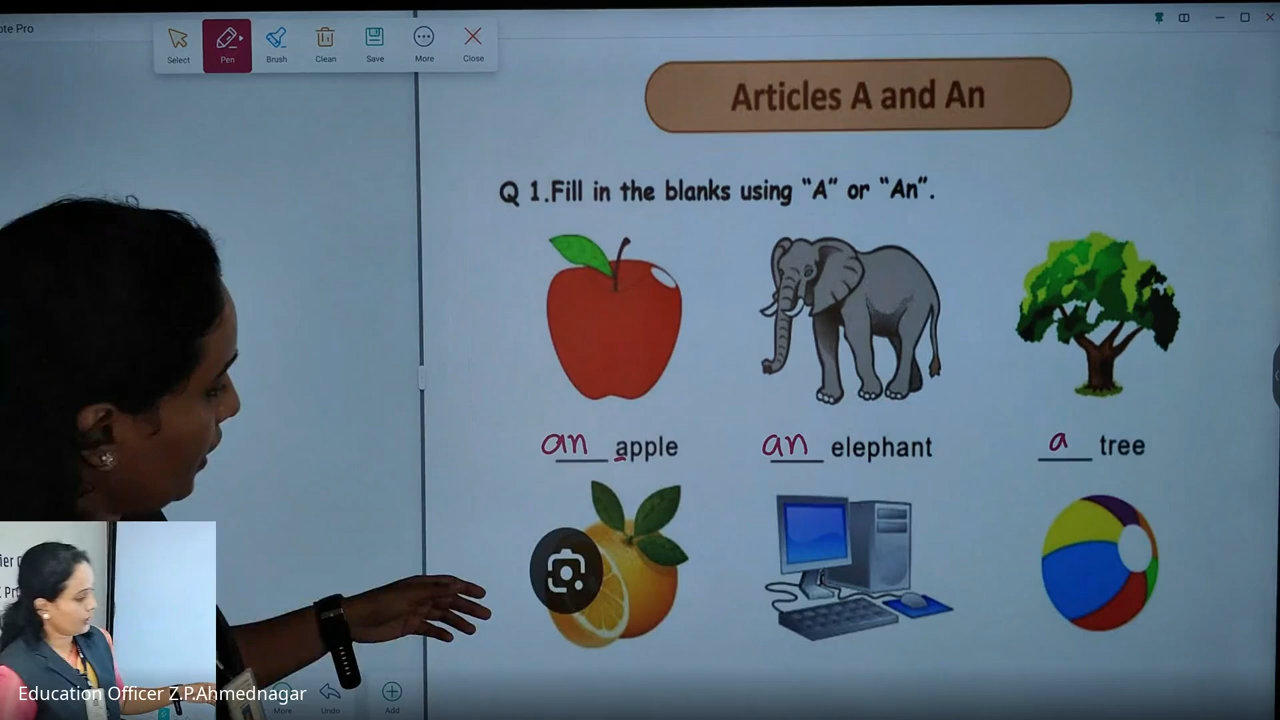 ote Pro
Select Pen Brush Clean Save More Close
Articles A and An
Q 1.Fill in the blanks using “A” or “An”.
an apple an elephant a tree
Education Officer Z.P.Ahmednagar
More Undo Add